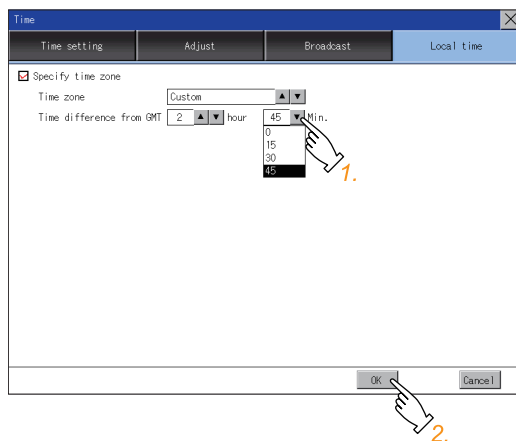 Time
Time setting Adjust Broadcast Local time
Specify time zone
Time zone Custom
Time difference from GMT 2 hour 45 Min.
0
15
30
45
1.
OK Cancel
2.